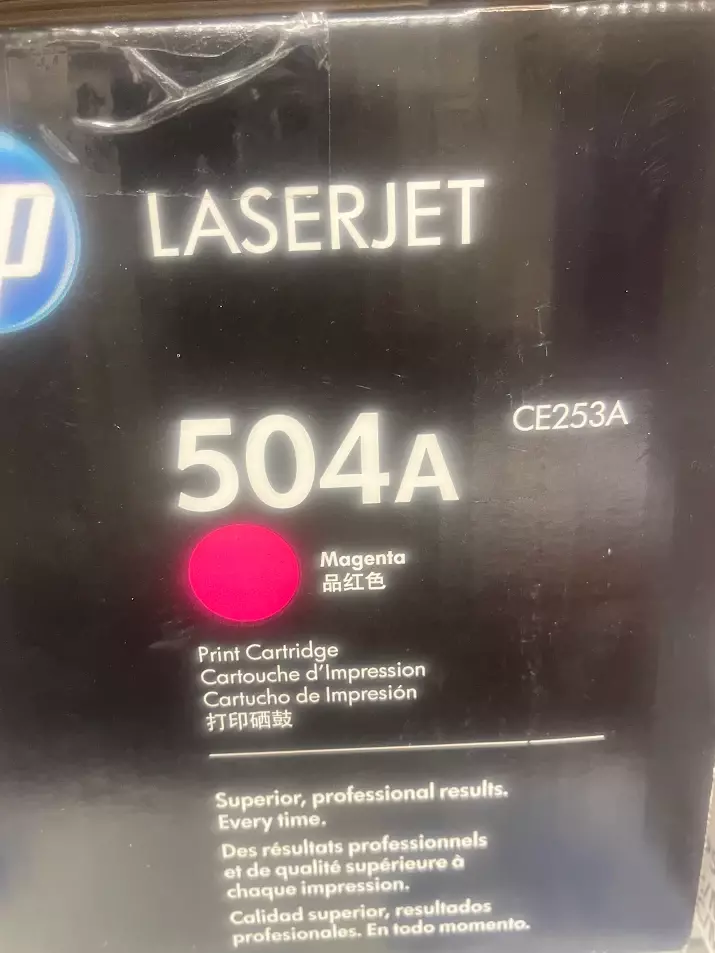 hp
LASERJET
504A
CE253A
Magenta
品红色
Print Cartridge
Cartouche d'Impression
Cartucho de Impresión
打印硒鼓
Superior, professional results.
Every time.
Des résultats professionnels
et de qualité supérieure à
chaque impression.
Calidad superior, resultados
profesionales. En todo momento.